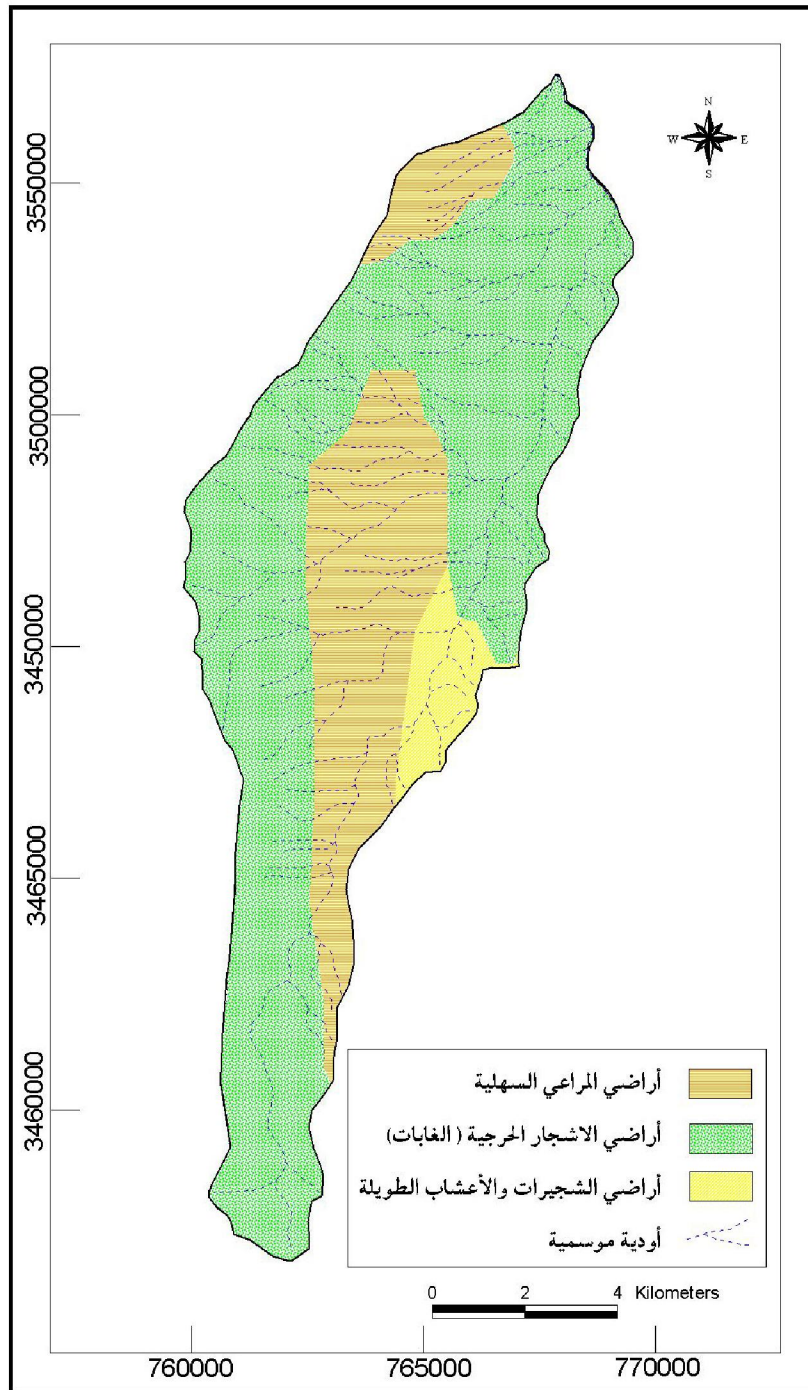 N
W E
S
3550000
3500000
3450000
3465000
3460000
أراضي المراعي السهلية
أراضي الاشجار الحرجية ( الغابات)
أراضي الشجيرات والأعشاب الطويلة
أودية موسمية
0 2 4 Kilometers
760000 765000 770000